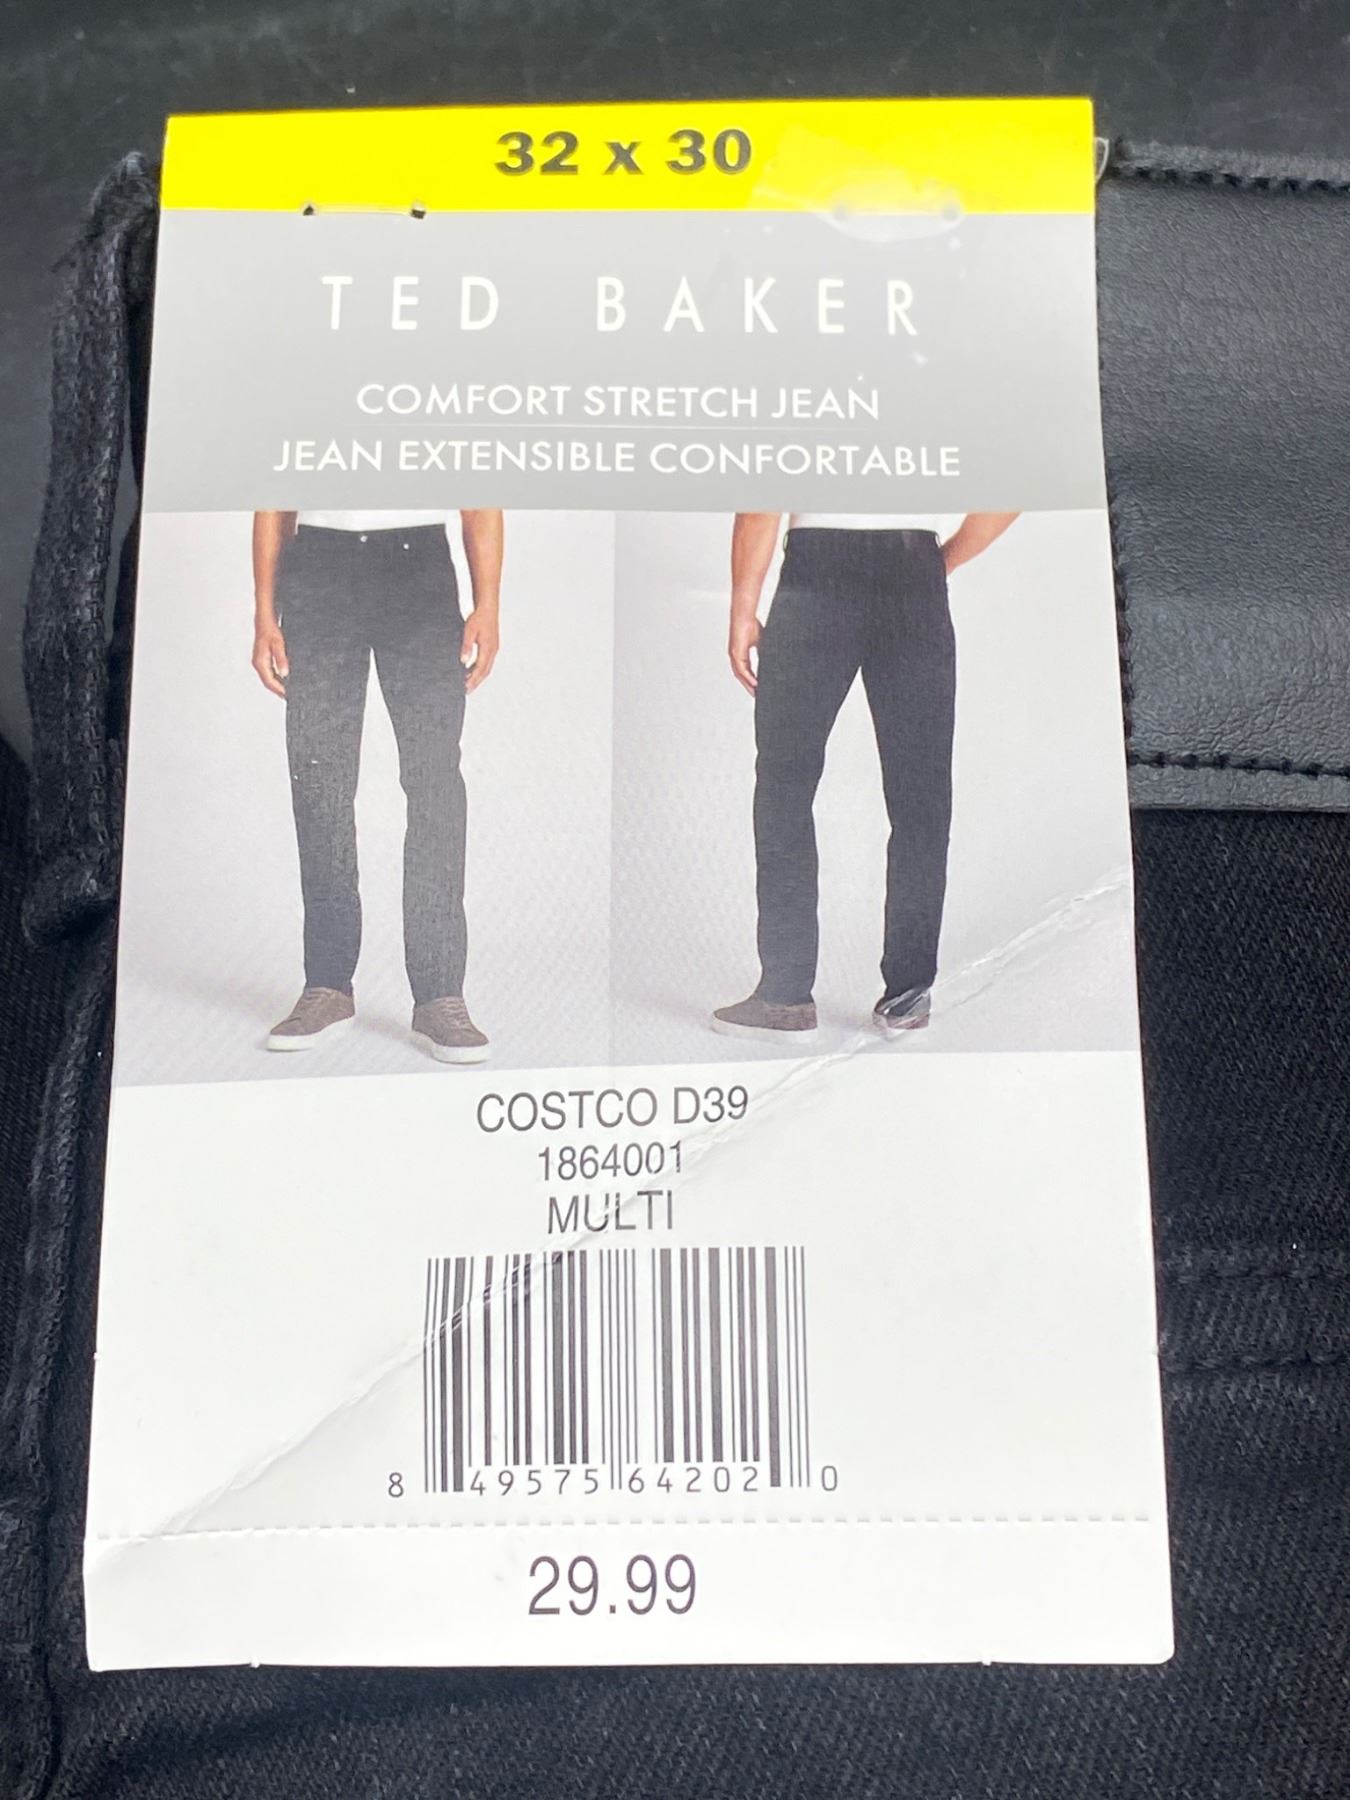 32 x 30
TED BAKER
COMFORT STRETCH JEAN
JEAN EXTENSIBLE CONFORTABLE
COSTCO D39
1864001
MULTI
8 49575 64202 0
29.99